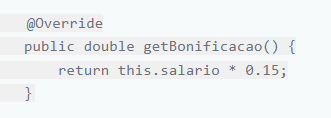 @Override
public double getBonificacao() {
return this.salario * 0.15;
}